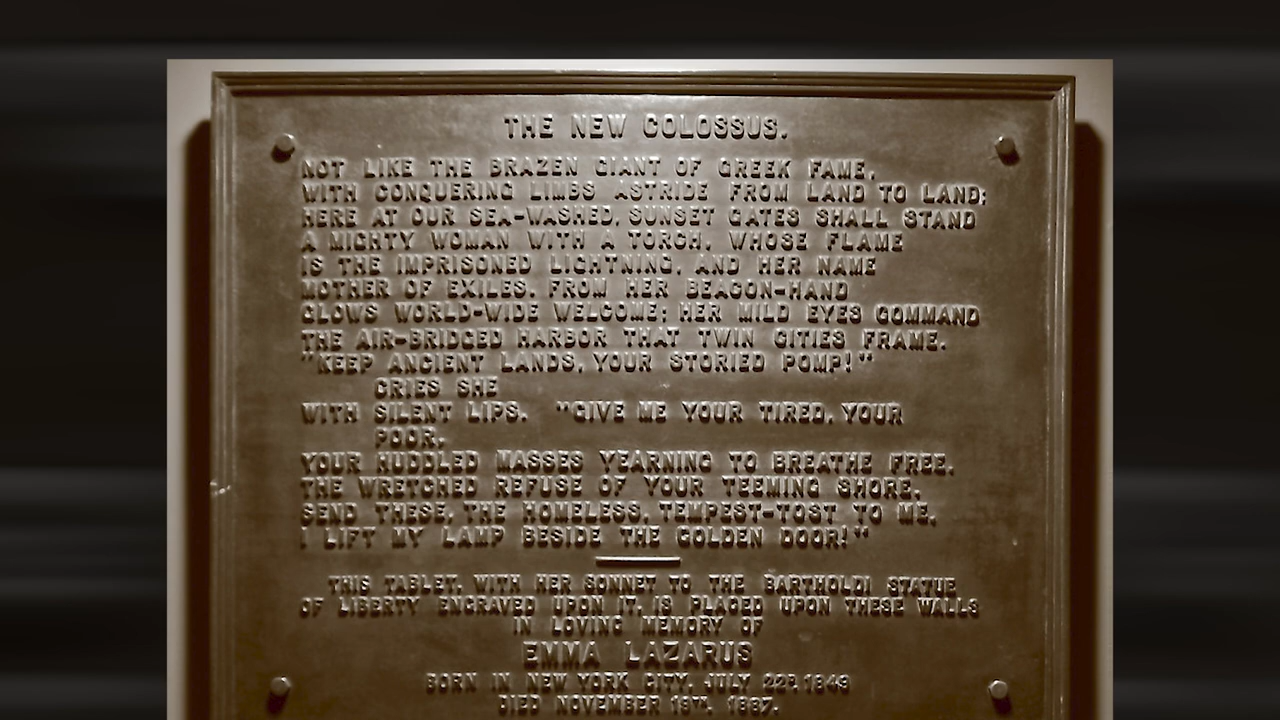 THE NEW COLOSSUS.
NOT LIKE THE BRAZEN GIANT OF GREEK FAME,
WITH CONQUERING LIMBS ASTRIDE FROM LAND TO LAND;
HERE AT OUR SEA-WASHED, SUNSET GATES SHALL STAND
A MIGHTY WOMAN WITH A TORCH, WHOSE FLAME
IS THE IMPRISONED LIGHTNING, AND HER NAME
MOTHER OF EXILES. FROM HER BEACON-HAND
GLOWS WORLD-WIDE WELCOME; HER MILD EYES COMMAND
THE AIR-BRIDGED HARBOR THAT TWIN CITIES FRAME.
"KEEP ANCIENT LANDS, YOUR STORIED POMP!"
CRIES SHE
WITH SILENT LIPS. "GIVE ME YOUR TIRED, YOUR
POOR,
YOUR HUDDLED MASSES YEARNING TO BREATHE FREE,
THE WRETCHED REFUSE OF YOUR TEEMING SHORE,
SEND THESE, THE HOMELESS, TEMPEST-TOST TO ME,
I LIFT MY LAMP BESIDE THE GOLDEN DOOR!"
THIS TABLET, WITH HER SONNET TO THE BARTHOLDI STATUE
OF LIBERTY ENGRAVED UPON IT, IS PLACED UPON THESE WALLS
IN LOVING MEMORY OF
EMMA LAZARUS
BORN IN NEW YORK CITY, JULY 22D, 1849
DIED NOVEMBER 19TH, 1887.